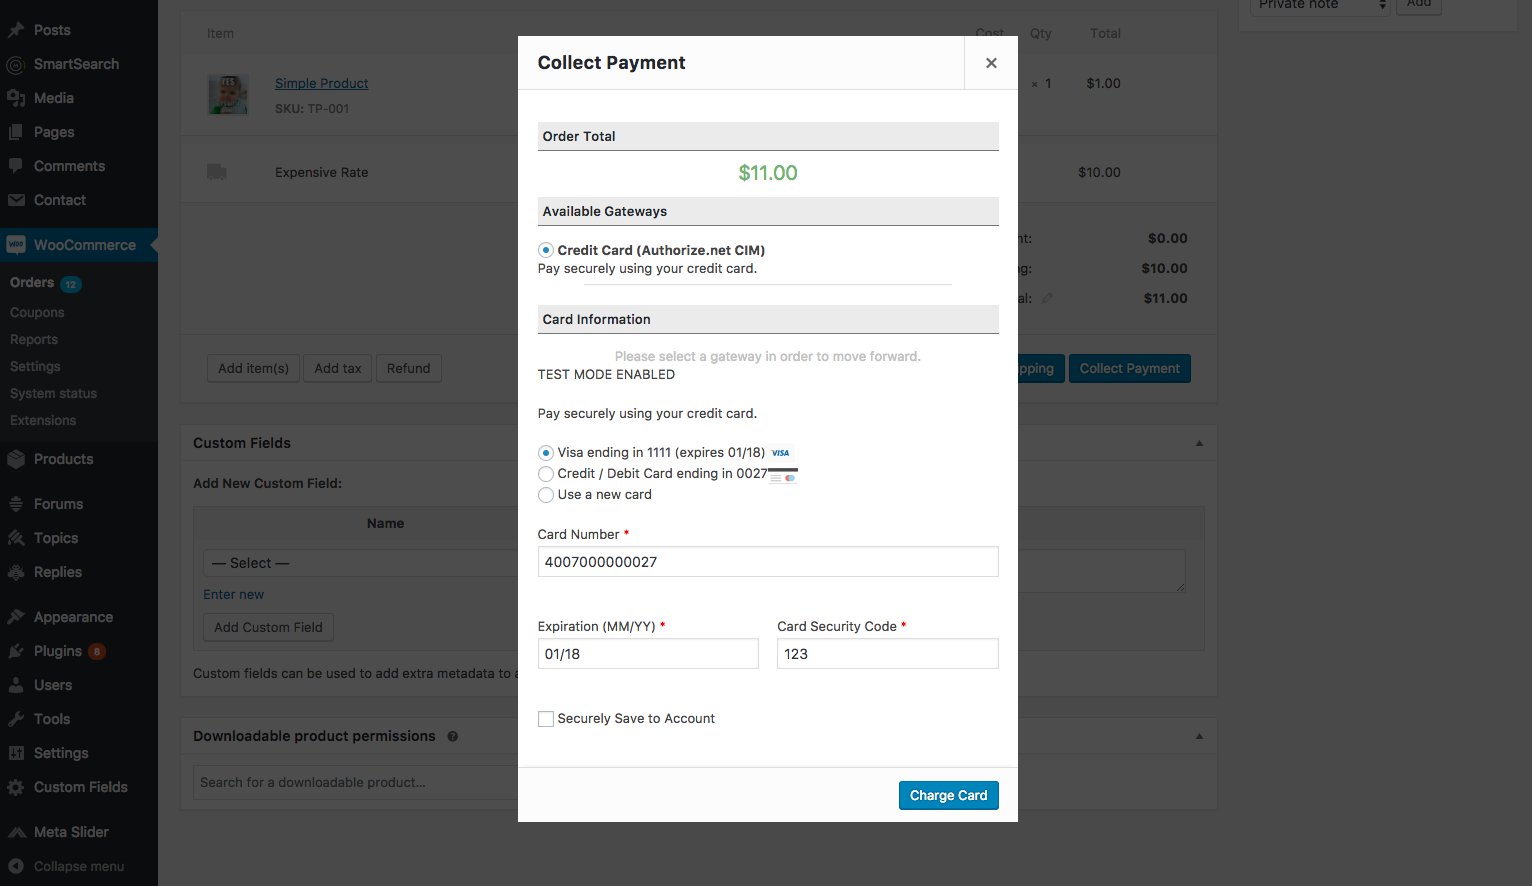 Posts
SmartSearch
Media
Pages
Comments
Contact
WooCommerce
Orders 12
Coupons
Reports
Settings
System status
Extensions
Products
Forums
Topics
Replies
Appearance
Plugins 8
Users
Tools
Settings
Custom Fields
Meta Slider
Collapse menu
Private note
Add
Item
Cost
Qty
Total
YES
Simple Product
× 1
$1.00
SKU: TP-001
Expensive Rate
$10.00
nt:
$0.00
ng:
$10.00
al:
$11.00
Add item(s)
Add tax
Refund
pping
Collect Payment
Custom Fields
Add New Custom Field:
Name
— Select —
Enter new
Add Custom Field
Custom fields can be used to add extra metadata to a
Downloadable product permissions ?
Search for a downloadable product...
Collect Payment
×
Order Total
$11.00
Available Gateways
Credit Card (Authorize.net CIM)
Pay securely using your credit card.
Card Information
Please select a gateway in order to move forward.
TEST MODE ENABLED
Pay securely using your credit card.
Visa ending in 1111 (expires 01/18) VISA
Credit / Debit Card ending in 0027
Use a new card
Card Number *
4007000000027
Expiration (MM/YY) *
Card Security Code *
01/18
123
Securely Save to Account
Charge Card